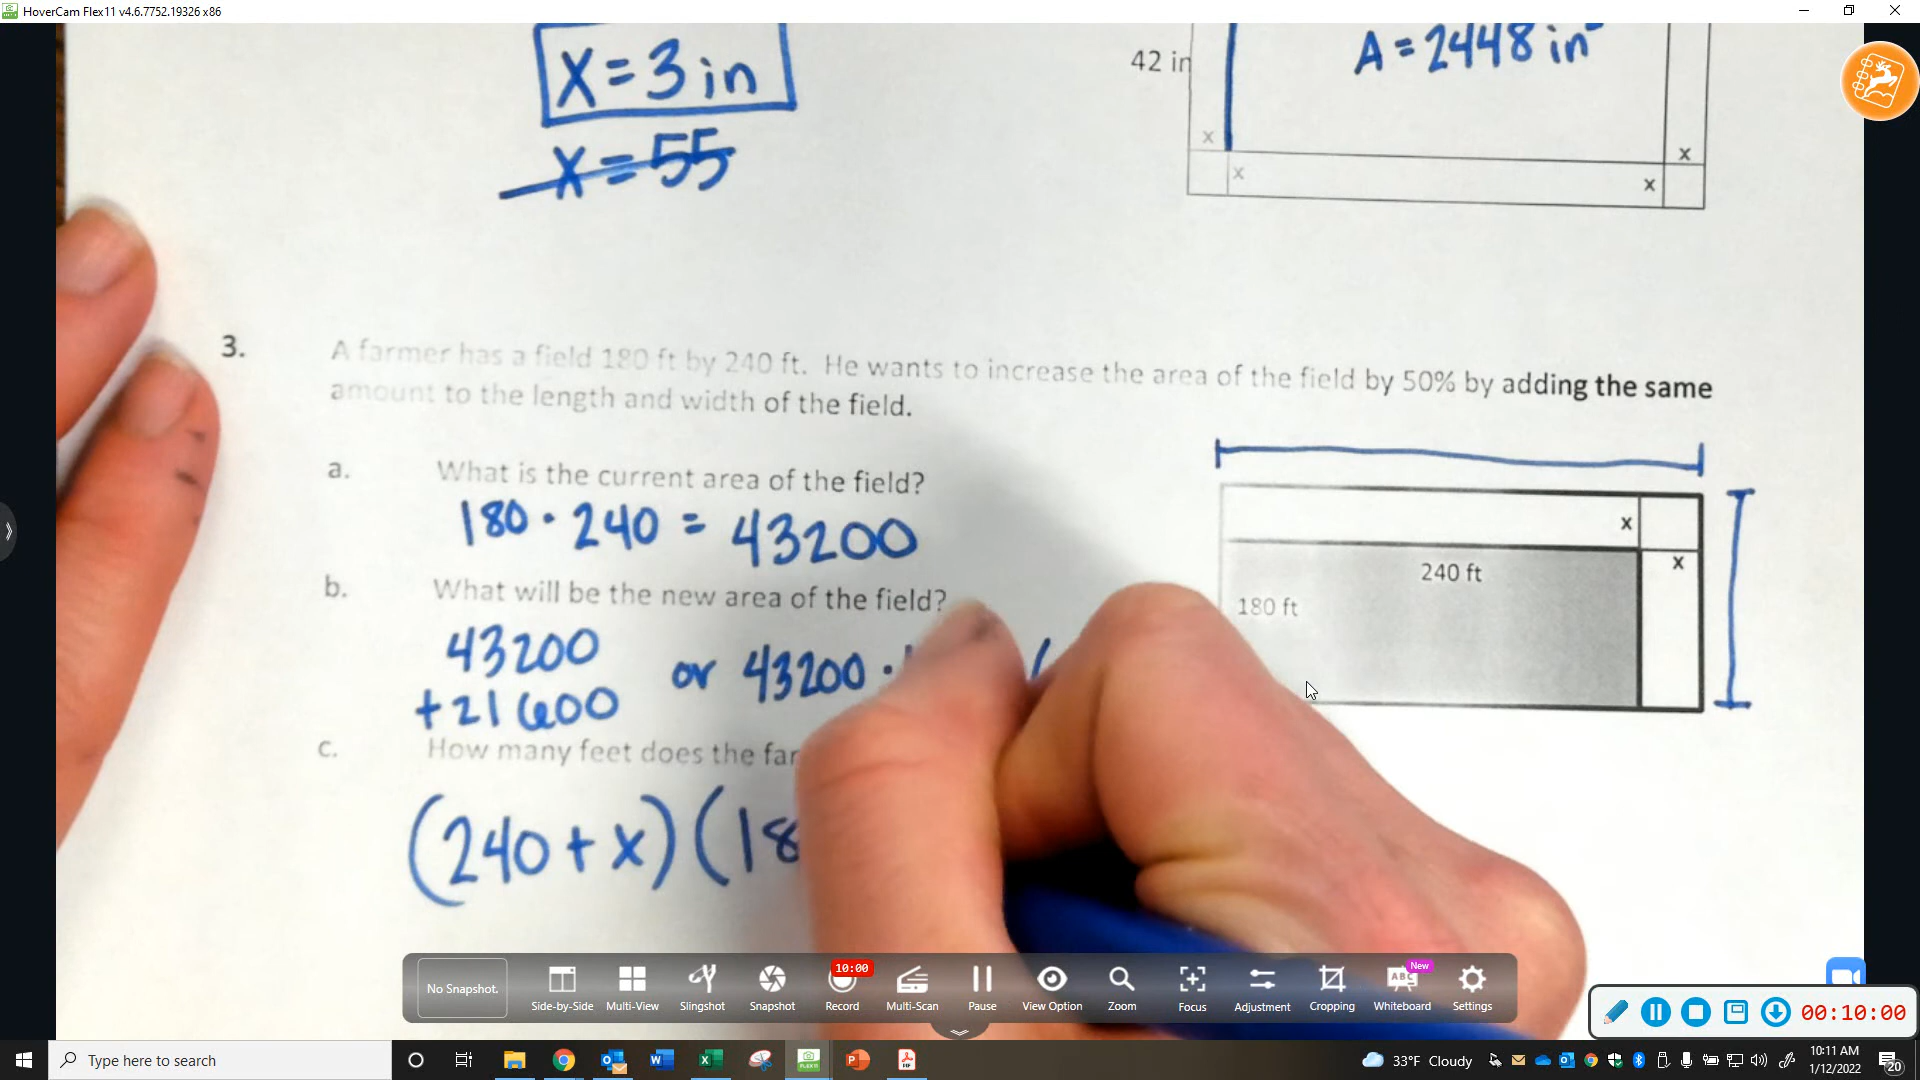 HoverCam Flex11 v4.6.7752.19326 x86
X=3in
42 in
A=2448 in²
x=55
x
x
x
x
3.
A farmer has a field 180 ft by 240 ft. He wants to increase the area of the field by 50% by adding the same
amount to the length and width of the field.
a. What is the current area of the field?
180 · 240 = 43200
x
x
240 ft
180 ft
b. What will be the new area of the field?
43200
+21600
or 43200 ·
c. How many feet does the far
(240+x)(18
No Snapshot.
Side-by-Side
Multi-View
Slingshot
Snapshot
10:00
Record
Multi-Scan
Pause
View Option
Zoom
Focus
Adjustment
Cropping
ABC
New
Whiteboard
Settings
00:10:00
Type here to search
FLEX 11
33°F Cloudy
10:11 AM
1/12/2022
20